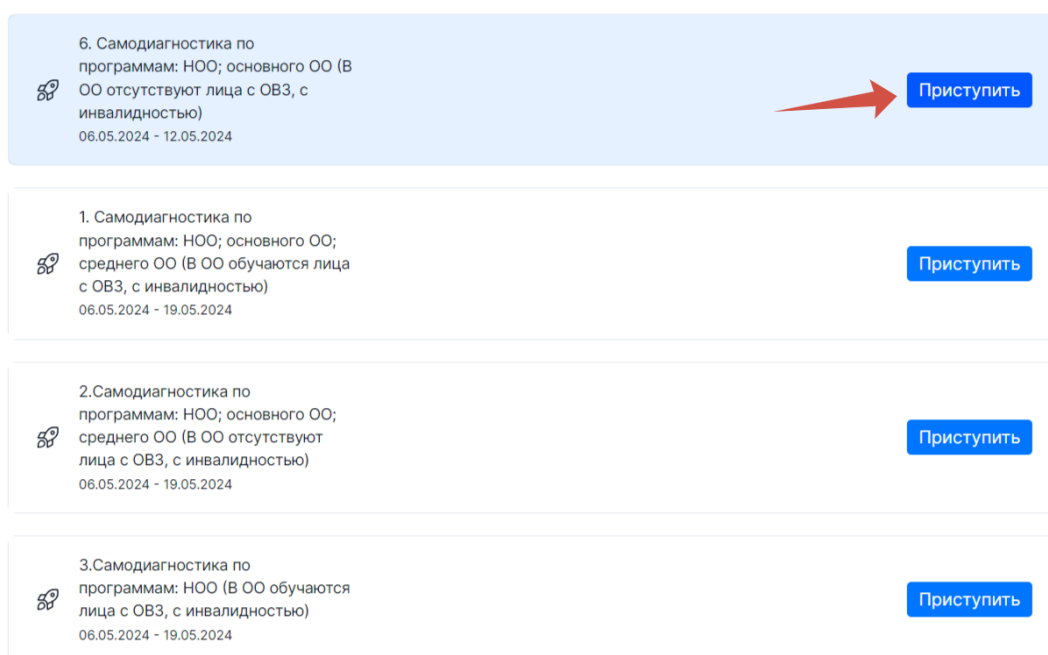 6. Самодиагностика по
программам: НОО; основного ОО (В
ОО отсутствуют лица с ОВЗ, с
инвалидностью)
06.05.2024 - 12.05.2024
Приступить
1. Самодиагностика по
программам: НОО; основного ОО;
среднего ОО (В ОО обучаются лица
с ОВЗ, с инвалидностью)
06.05.2024 - 19.05.2024
Приступить
2.Самодиагностика по
программам: НОО; основного ОО;
среднего ОО (В ОО отсутствуют
лица с ОВЗ, с инвалидностью)
06.05.2024 - 19.05.2024
Приступить
3.Самодиагностика по
программам: НОО (В ОО обучаются
лица с ОВЗ, с инвалидностью)
06.05.2024 - 19.05.2024
Приступить